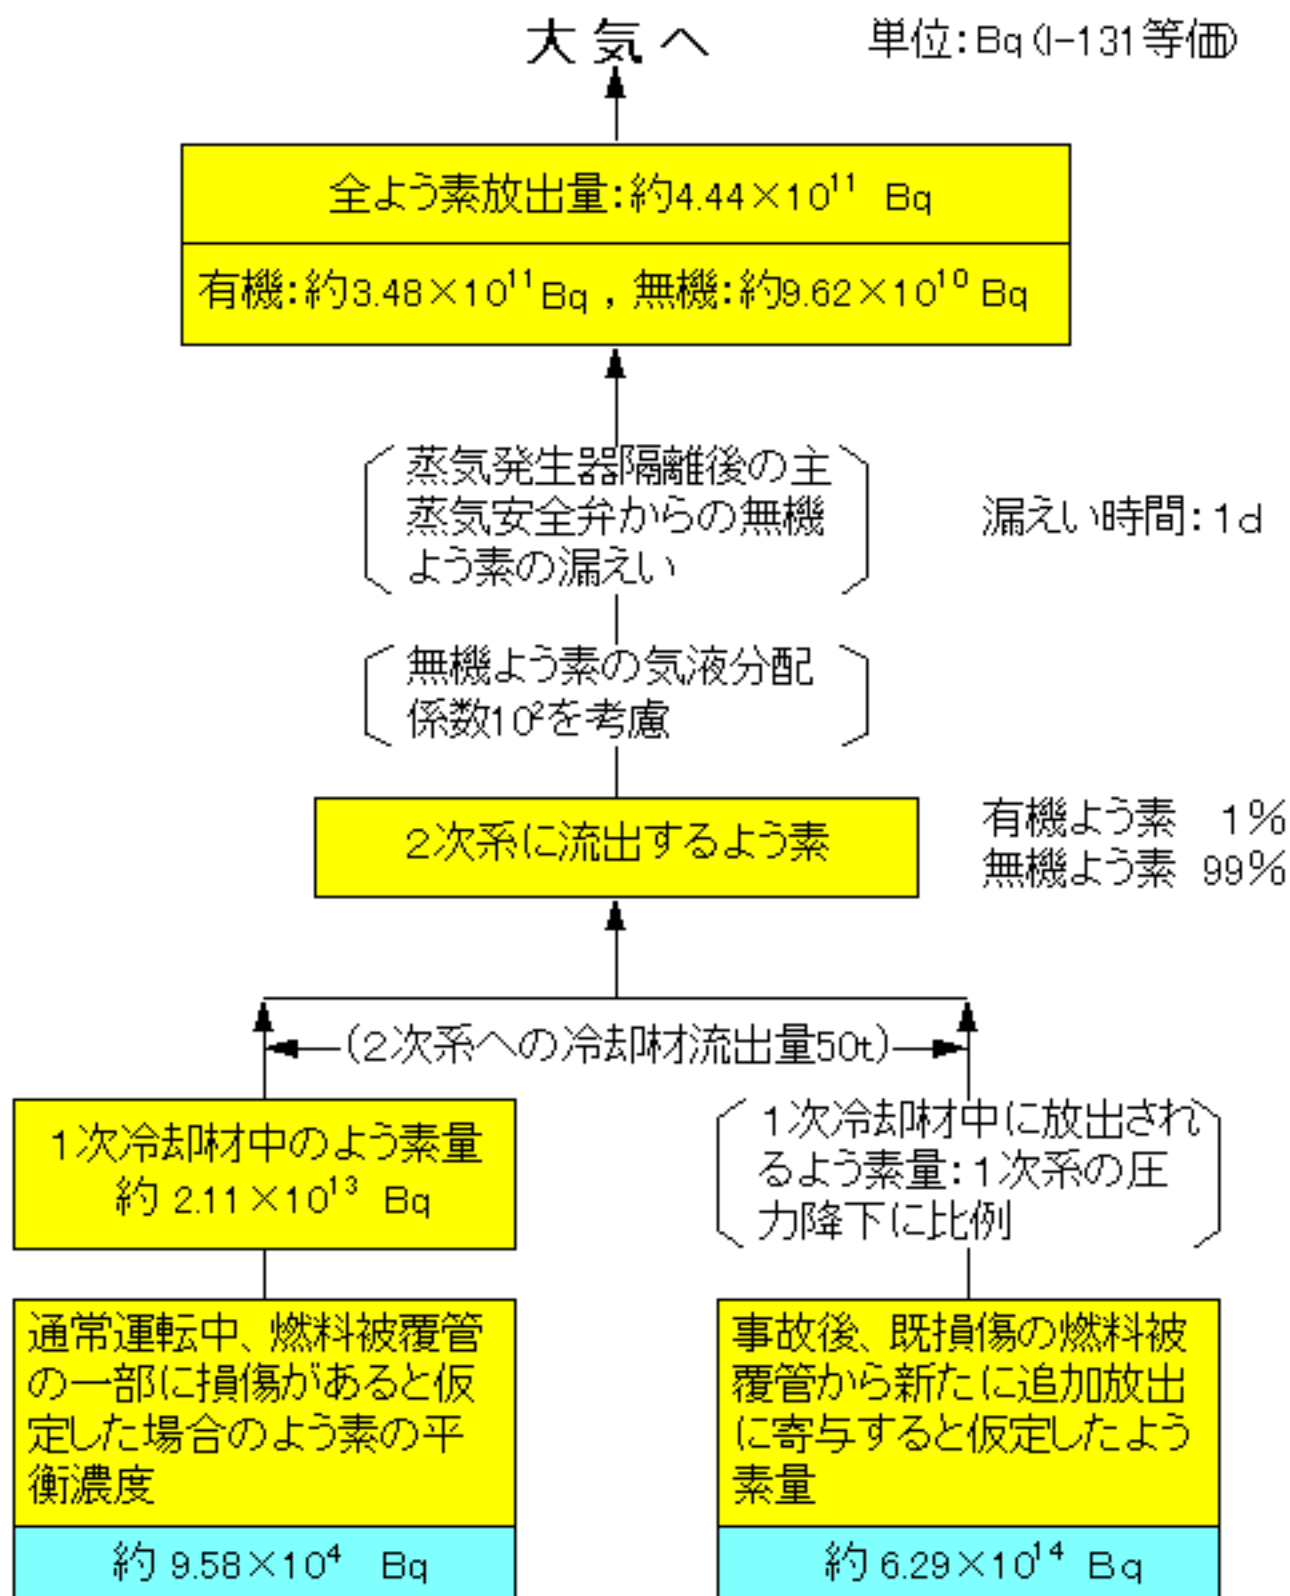 大気へ
単位:Bq(I-131等価)
全よう素放出量:約4.44×10¹¹ Bq
有機:約3.48×10¹¹Bq,無機:約9.62×10¹⁰ Bq
蒸気発生器隔離後の主
蒸気安全弁からの無機
よう素の漏えい
漏えい時間:1d
無機よう素の気液分配
係数10²を考慮
2次系に流出するよう素
有機よう素 1%
無機よう素 99%
(2次系への冷却材流出量50t)
1次冷却材中のよう素量
約 2.11×10¹³ Bq
1次冷却材中に放出され
るよう素量:1次系の圧
力降下に比例
通常運転中、燃料被覆管
の一部に損傷があると仮
定した場合のよう素の平
衡濃度
約 9.58×10⁴ Bq
事故後、既損傷の燃料被
覆管から新たに追加放出
に寄与すると仮定したよう
素量
約 6.29×10¹⁴ Bq